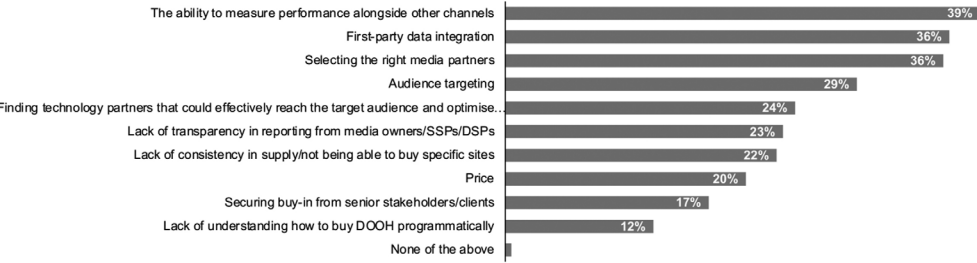 The ability to measure performance alongside other channels 39%
First-party data integration 36%
Selecting the right media partners 36%
Audience targeting 29%
Finding technology partners that could effectively reach the target audience and optimise... 24%
Lack of transparency in reporting from media owners/SSPs/DSPs 23%
Lack of consistency in supply/not being able to buy specific sites 22%
Price 20%
Securing buy-in from senior stakeholders/clients 17%
Lack of understanding how to buy DOOH programmatically 12%
None of the above